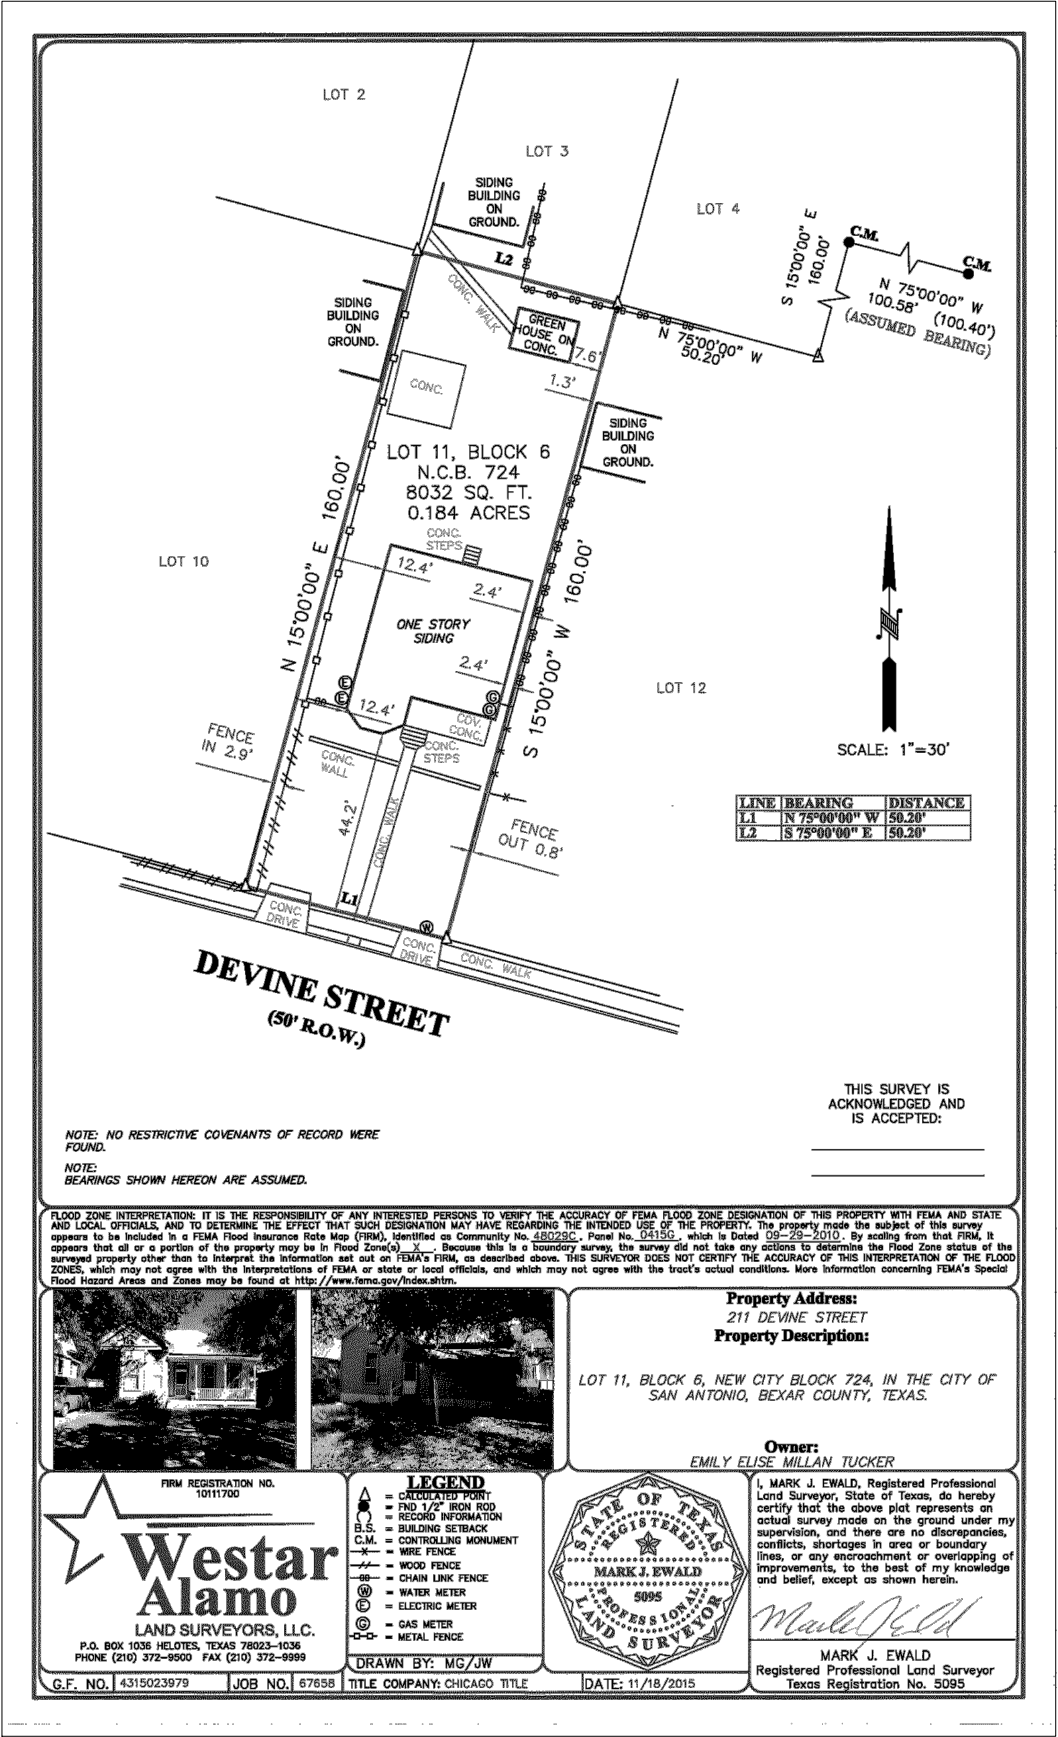 LOT 2
LOT 3
SIDING
BUILDING
ON
GROUND.
LOT 4
S 15°00'00" E
160.00'
C.M.
C.M.
N 75°00'00" W
100.58' (100.40')
(ASSUMED BEARING)
L2
CONC. WALK
SIDING
BUILDING
ON
GROUND.
GREEN
HOUSE ON
CONC.
7.6'
N 75°00'00" W
50.20'
1.3'
CONC.
SIDING
BUILDING
ON
GROUND.
LOT 11, BLOCK 6
N.C.B. 724
8032 SQ. FT.
0.184 ACRES
N 15°00'00" E 160.00'
CONC.
STEPS
LOT 10
12.4'
2.4'
S 15°00'00" W 160.00'
ONE STORY
SIDING
2.4'
LOT 12
E
E
G
G
12.4'
COV.
CONC.
FENCE
IN 2.9'
CONC.
WALL
CONC.
STEPS
SCALE: 1"=30'
44.2'
CONC. WALK
FENCE
OUT 0.8'
LINE BEARING DISTANCE
L1 N 75°00'00" W 50.20'
L2 S 75°00'00" E 50.20'
L1
CONC.
DRIVE
W
CONC.
DRIVE
CONC. WALK
DEVINE STREET
(50' R.O.W.)
THIS SURVEY IS
ACKNOWLEDGED AND
IS ACCEPTED:
NOTE: NO RESTRICTIVE COVENANTS OF RECORD WERE
FOUND.
NOTE:
BEARINGS SHOWN HEREON ARE ASSUMED.
FLOOD ZONE INTERPRETATION: IT IS THE RESPONSIBILITY OF ANY INTERESTED PERSONS TO VERIFY THE ACCURACY OF FEMA FLOOD ZONE DESIGNATION OF THIS PROPERTY WITH FEMA AND STATE
AND LOCAL OFFICIALS, AND TO DETERMINE THE EFFECT THAT SUCH DESIGNATION MAY HAVE REGARDING THE INTENDED USE OF THE PROPERTY. The property made the subject of this survey
appears to be included in a FEMA Flood Insurance Rate Map (FIRM), identified as Community No. 48029C, Panel No. 0415G, which is Dated 09-29-2010. By scaling from that FIRM, it
appears that all or a portion of the property may be in Flood Zone(s) X. Because this is a boundary survey, the survey did not take any actions to determine the Flood Zone status of the
surveyed property other than to interpret the information set out on FEMA's FIRM, as described above. THIS SURVEYOR DOES NOT CERTIFY THE ACCURACY OF THIS INTERPRETATION OF THE FLOOD
ZONES, which may not agree with the interpretations of FEMA or state or local officials, and which may not agree with the tract's actual conditions. More information concerning FEMA's Special
Flood Hazard Areas and Zones may be found at http://www.fema.gov/index.shtm.
Property Address:
211 DEVINE STREET
Property Description:
LOT 11, BLOCK 6, NEW CITY BLOCK 724, IN THE CITY OF
SAN ANTONIO, BEXAR COUNTY, TEXAS.
Owner:
EMILY ELISE MILLAN TUCKER
FIRM REGISTRATION NO.
10111700
Westar
Alamo
LAND SURVEYORS, LLC.
P.O. BOX 1036 HELOTES, TEXAS 78023-1036
PHONE (210) 372-9500 FAX (210) 372-9999
LEGEND
= CALCULATED POINT
= FND 1/2" IRON ROD
( ) = RECORD INFORMATION
B.S. = BUILDING SETBACK
C.M. = CONTROLLING MONUMENT
= WIRE FENCE
= WOOD FENCE
= CHAIN LINK FENCE
W = WATER METER
E = ELECTRIC METER
G = GAS METER
= METAL FENCE
DRAWN BY: MG/JW
STATE OF TEXAS
REGISTERED
MARK J. EWALD
5095
PROFESSIONAL
LAND SURVEYOR
I, MARK J. EWALD, Registered Professional
Land Surveyor, State of Texas, do hereby
certify that the above plat represents an
actual survey made on the ground under my
supervision, and there are no discrepancies,
conflicts, shortages in area or boundary
lines, or any encroachment or overlapping of
improvements, to the best of my knowledge
and belief, except as shown herein.
Mark J Ewald
MARK J. EWALD
Registered Professional Land Surveyor
Texas Registration No. 5095
G.F. NO. 4315023979 JOB NO. 67658 TITLE COMPANY: CHICAGO TITLE DATE: 11/18/2015